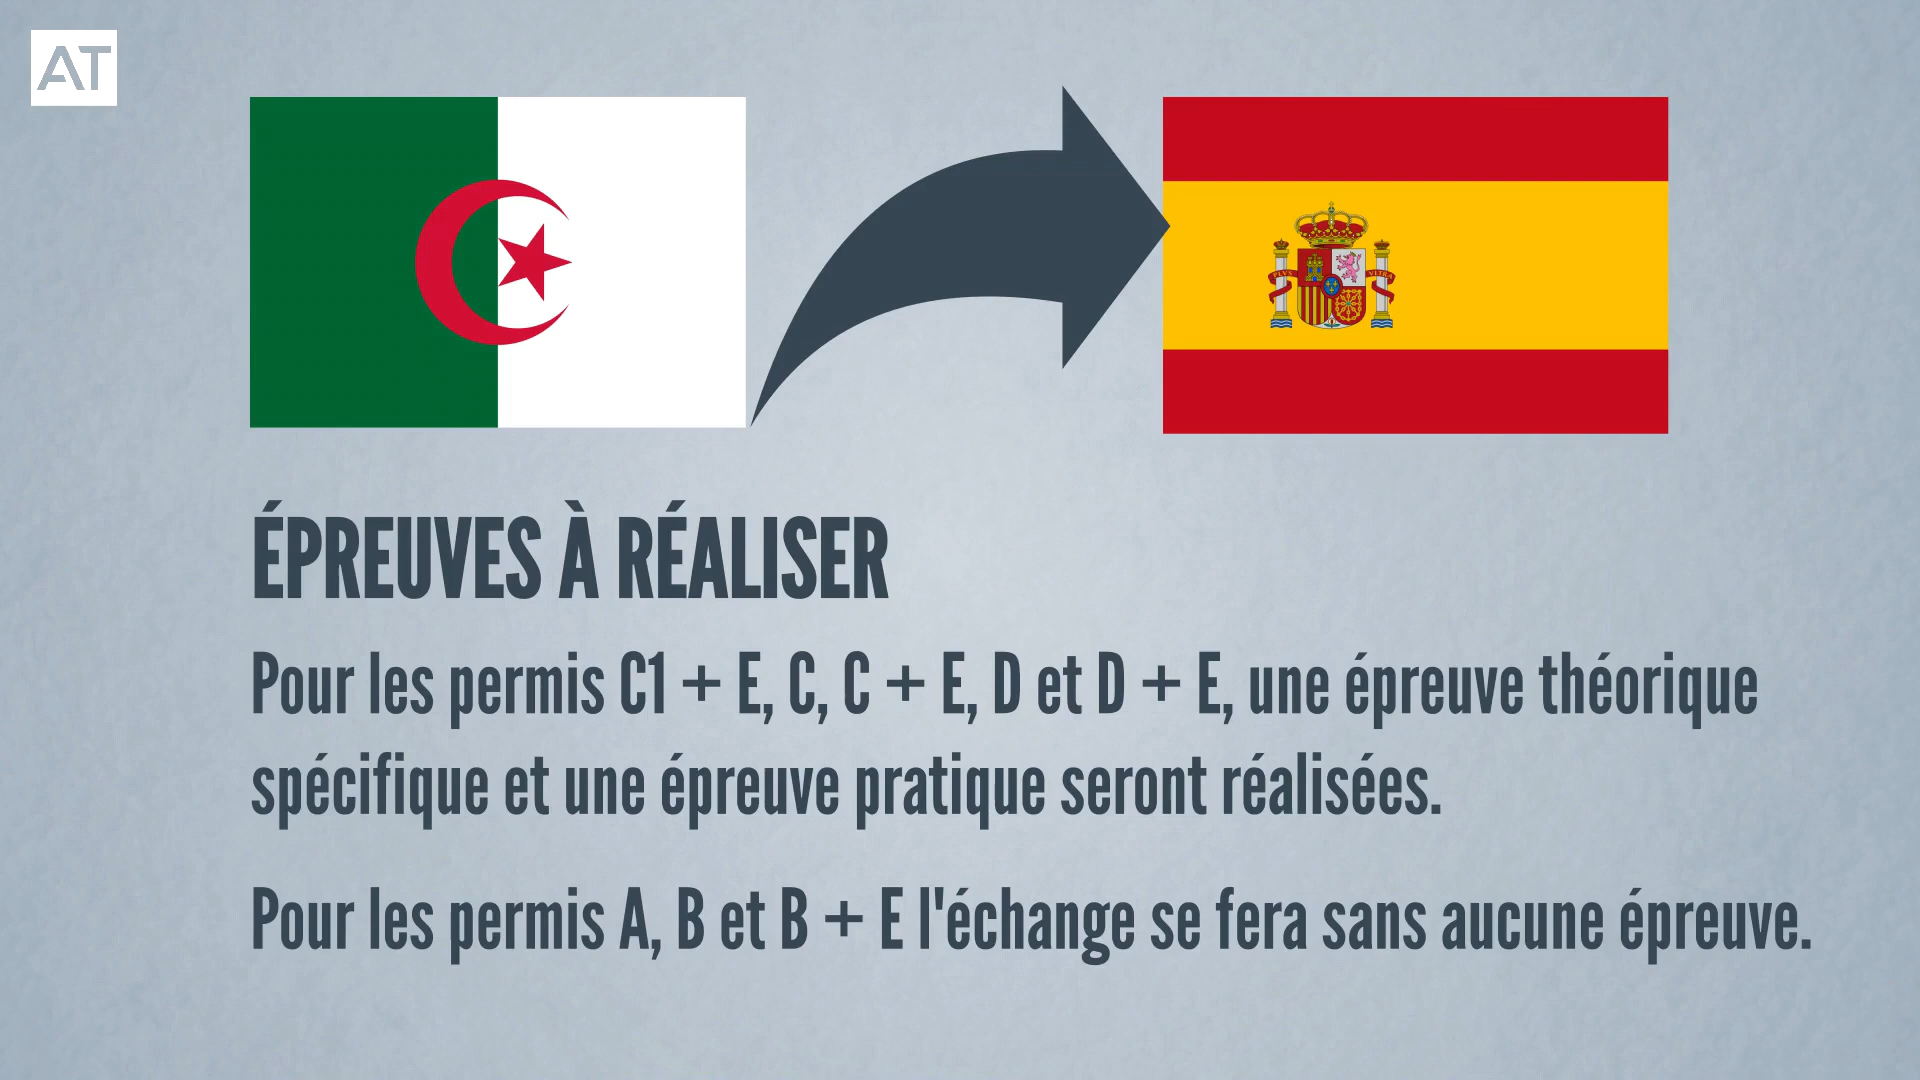 AT
ÉPREUVES À RÉALISER
Pour les permis C1 + E, C, C + E, D et D + E, une épreuve théorique
spécifique et une épreuve pratique seront réalisées.
Pour les permis A, B et B + E l'échange se fera sans aucune épreuve.